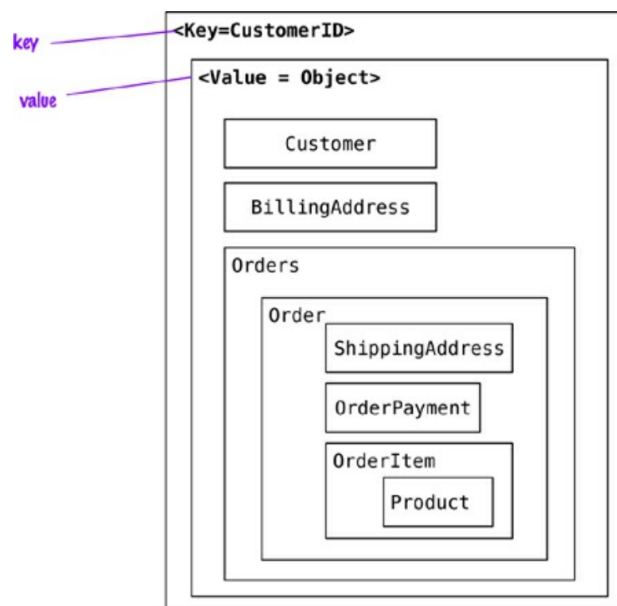 <Key=CustomerID>
key
<Value = Object>
value
Customer
BillingAddress
Orders
Order
ShippingAddress
OrderPayment
OrderItem
Product